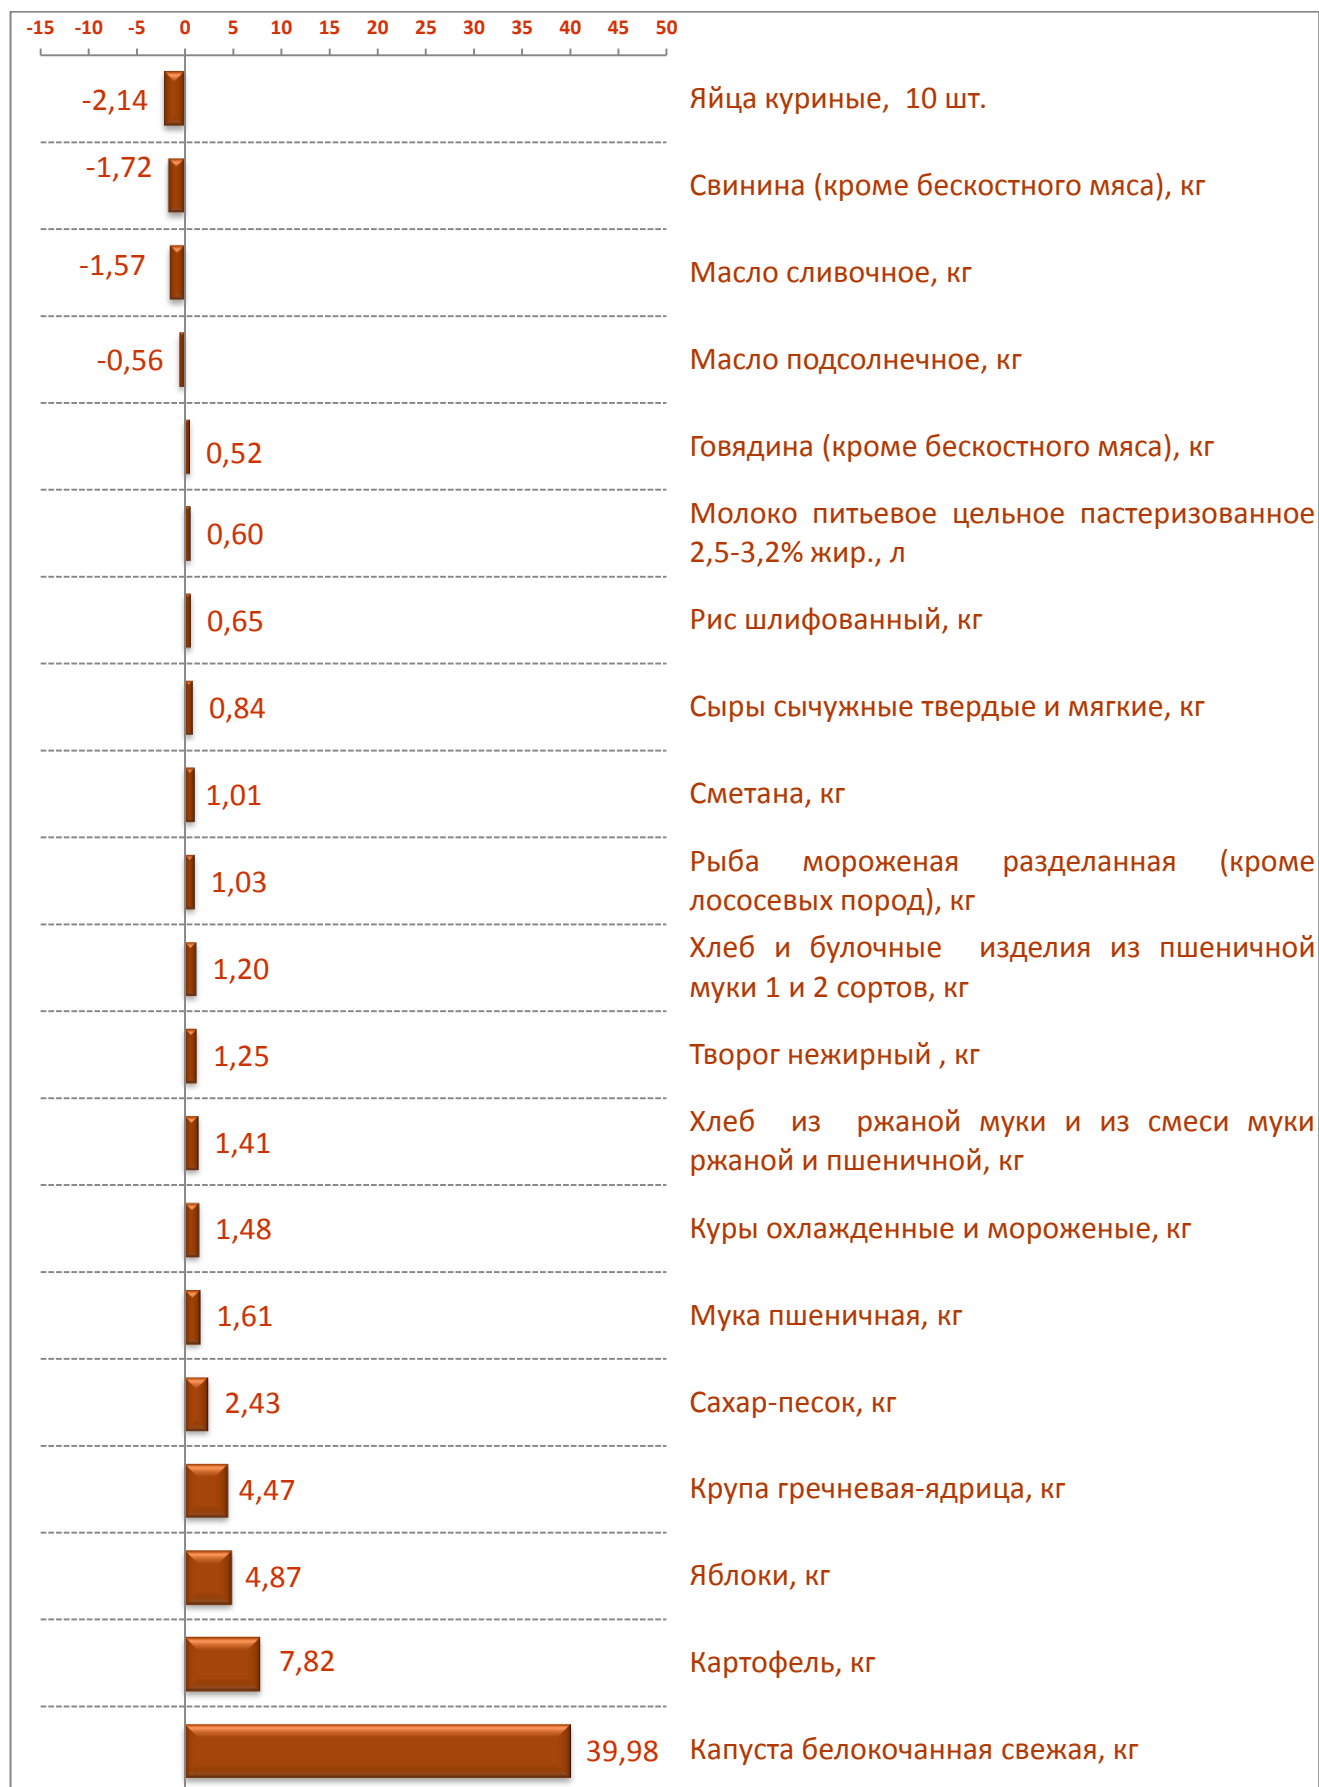 -15 -10 -5 0 5 10 15 20 25 30 35 40 45 50
-2,14 Яйца куриные, 10 шт.
-1,72 Свинина (кроме бескостного мяса), кг
-1,57 Масло сливочное, кг
-0,56 Масло подсолнечное, кг
0,52 Говядина (кроме бескостного мяса), кг
0,60 Молоко питьевое цельное пастеризованное
2,5-3,2% жир., л
0,65 Рис шлифованный, кг
0,84 Сыры сычужные твердые и мягкие, кг
1,01 Сметана, кг
1,03 Рыба мороженая разделанная (кроме
лососевых пород), кг
1,20 Хлеб и булочные изделия из пшеничной
муки 1 и 2 сортов, кг
1,25 Творог нежирный , кг
1,41 Хлеб из ржаной муки и из смеси муки
ржаной и пшеничной, кг
1,48 Куры охлажденные и мороженые, кг
1,61 Мука пшеничная, кг
2,43 Сахар-песок, кг
4,47 Крупа гречневая-ядрица, кг
4,87 Яблоки, кг
7,82 Картофель, кг
39,98 Капуста белокочанная свежая, кг